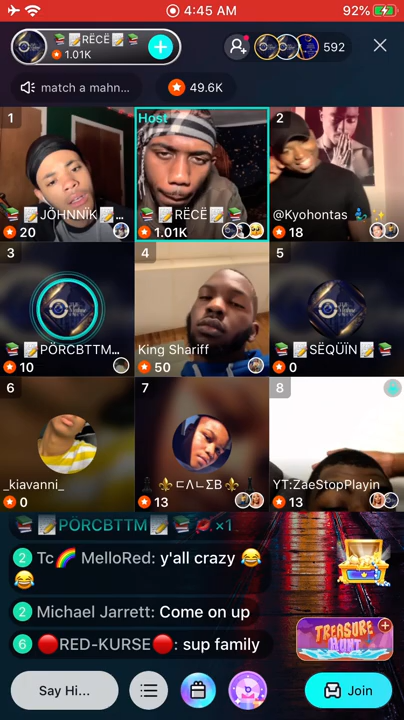 4:45 AM
92%
RËCË
1.01K
592
match a mahn...
49.6K
1
JÖHNNÏK
20
Host
RËCË
1.01K
2
@Kyohontas
18
3
PÖRCBTTM...
10
4
King Shariff
50
5
SËQÜÏN
0
6
_kiavanni_
0
7
⚜ㄷΛㄴΣB⚜
13
8
YT:ZaeStopPlayin
13
PÖRCBTTM ×1
2 Tc🌈 MelloRed: y'all crazy 😂
😂
2 Michael Jarrett: Come on up
6 🔴RED-KURSE🔴: sup family
TREASURE
HUNT
Say Hi...
Join